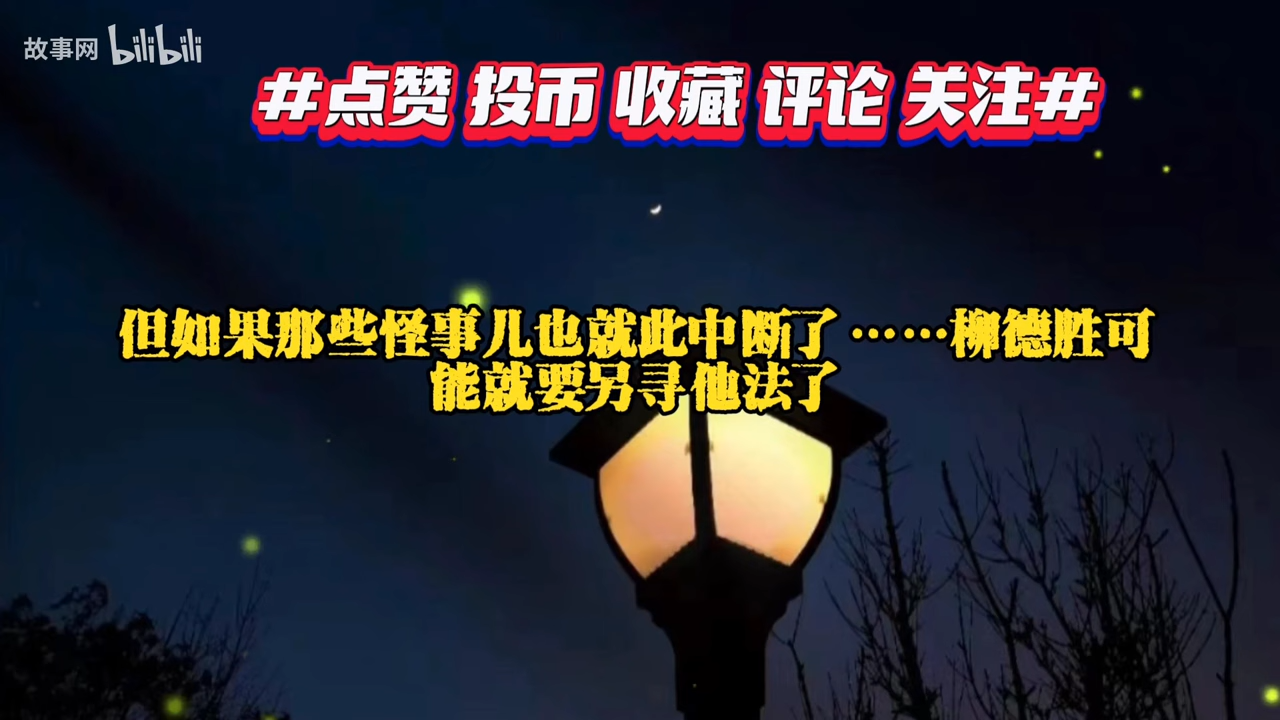 故事网 bilibili
#点赞 投币 收藏 评论 关注#
但如果那些怪事儿也就此中断了……柳德胜可
能就要另寻他法了